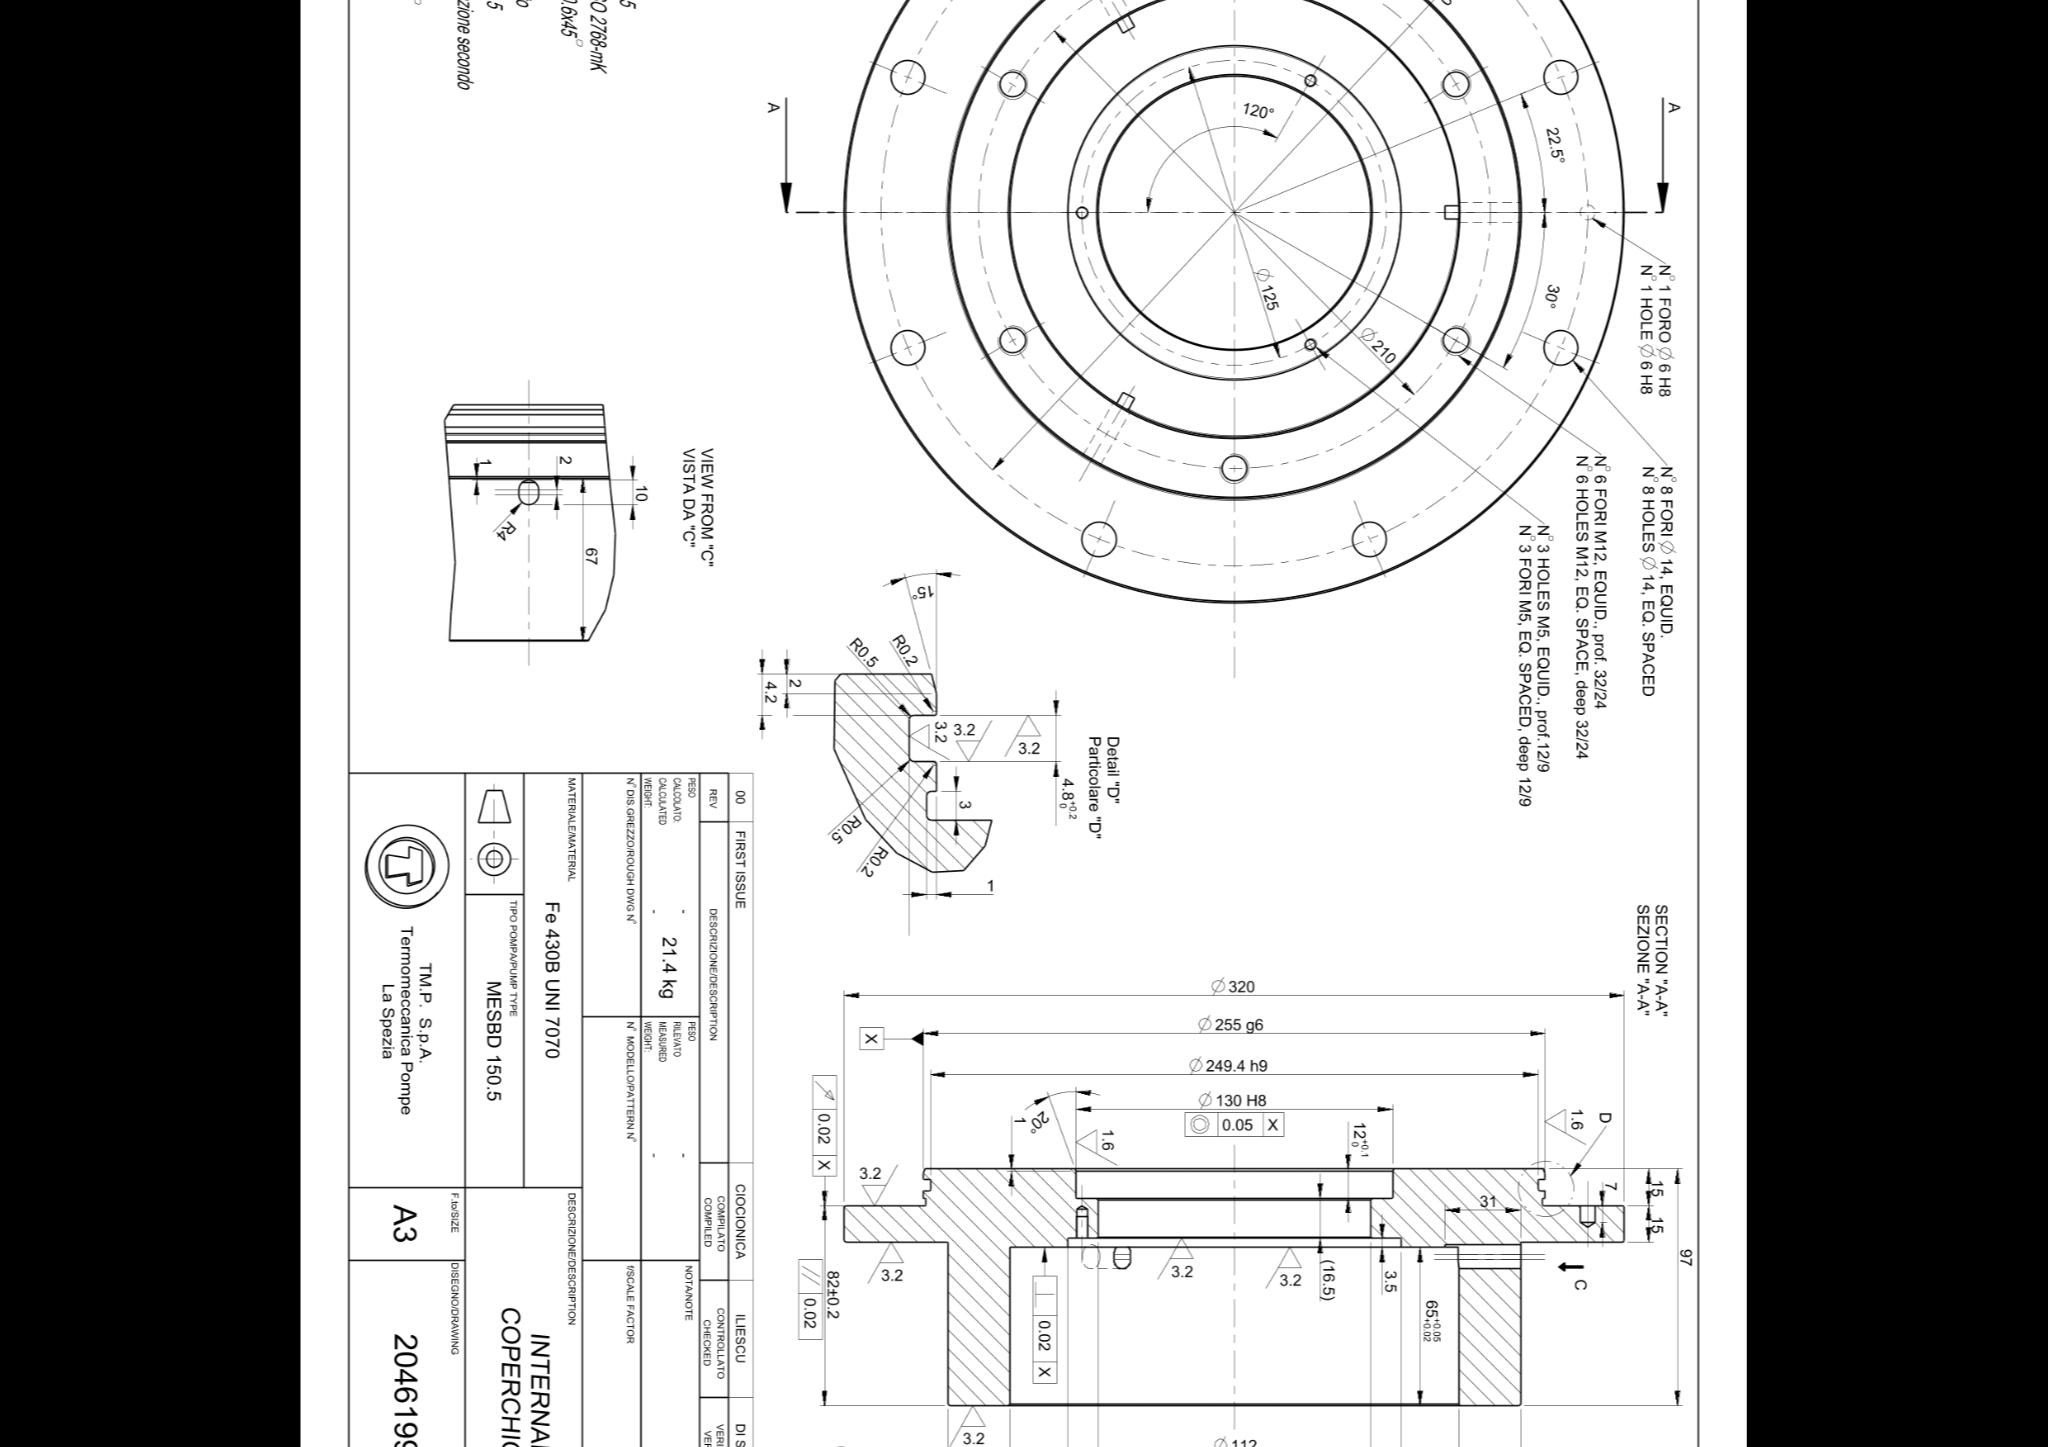 A
A
120°
22.5°
30°
Ø 125
Ø 210
N° 1 FORO Ø 6 H8
N° 1 HOLE Ø 6 H8
N° 8 FORI Ø 14, EQUID.
N° 8 HOLES Ø 14, EQ. SPACED
N° 6 FORI M12, EQUID., prof. 32/24
N° 6 HOLES M12, EQ. SPACE, deep 32/24
N° 3 HOLES M5, EQUID., prof.12/9
N° 3 FORI M5, EQ. SPACED, deep 12/9
5
ISO 2768-mK
0.6x45°
5
zione secondo
VIEW FROM "C"
VISTA DA "C"
1
2
10
R4
67
Detail "D"
Particolare "D"
15°
R0.2
R0.5
2
4.2
3.2
3.2
3.2
4.8 +0.2 0
3
R0.5
R0.2
1
SECTION "A-A"
SEZIONE "A-A"
Ø 320
Ø 255 g6
X
Ø 249.4 h9
Ø 130 H8
0.05 X
12 +0.1 0
20°
1
1.6
1.6
D
0.02 X
3.2
3.2
15
7
15
31
97
C
3.2
3.2
(16.5)
3.5
65 +0.05 +0.02
82±0.2
0.02
0.02 X
3.2
Ø 112
00
FIRST ISSUE
CIOCIONICA
ILIESCU
DI S
REV
DESCRIZIONE/DESCRIPTION
COMPILATO
COMPILED
CONTROLLATO
CHECKED
VERI
VER
PESO
CALCOLATO:
CALCULATED
WEIGHT:
-
-
21.4 kg
PESO
RILEVATO
MEASURED
WEIGHT:
-
-
NOTA/NOTE
N° DIS.GREZZO/ROUGH DWG N°
N° MODELLO/PATTERN N°
f/SCALE FACTOR
MATERIALE/MATERIAL
Fe 430B UNI 7070
DESCRIZIONE/DESCRIPTION
INTERNA
COPERCHIO
TIPO POMPA/PUMP TYPE
MESBD 150.5
TM.P. S.p.A.
Termomeccanica Pompe
La Spezia
F.to/SIZE
A3
DISEGNO/DRAWING
2046199